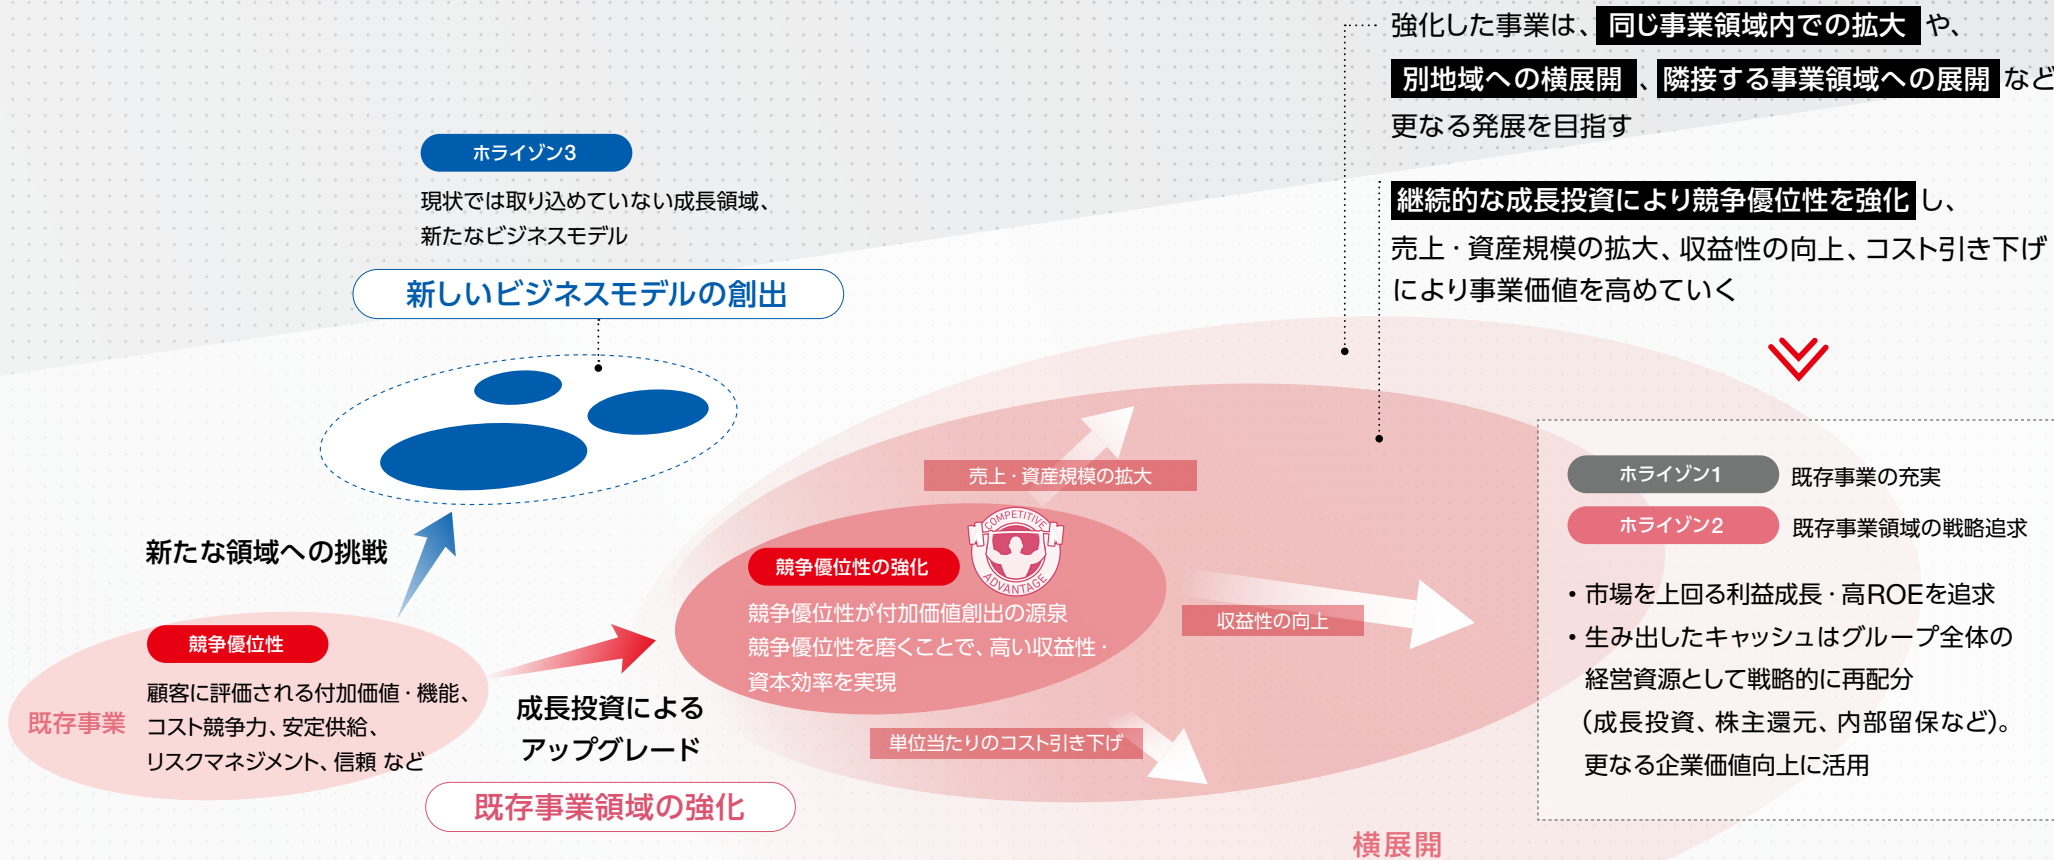 強化した事業は、同じ事業領域内での拡大や、
別地域への横展開、隣接する事業領域への展開など
更なる発展を目指す
継続的な成長投資により競争優位性を強化し、
売上・資産規模の拡大、収益性の向上、コスト引き下げ
により事業価値を高めていく
ホライゾン3
現状では取り込めていない成長領域、
新たなビジネスモデル
新しいビジネスモデルの創出
新たな領域への挑戦
既存事業
競争優位性
顧客に評価される付加価値・機能、
コスト競争力、安定供給、
リスクマネジメント、信頼 など
成長投資による
アップグレード
既存事業領域の強化
売上・資産規模の拡大
競争優位性の強化
COMPETITIVE
ADVANTAGE
競争優位性が付加価値創出の源泉
競争優位性を磨くことで、高い収益性・
資本効率を実現
収益性の向上
単位当たりのコスト引き下げ
横展開
ホライゾン1 既存事業の充実
ホライゾン2 既存事業領域の戦略追求
・市場を上回る利益成長・高ROEを追求
・生み出したキャッシュはグループ全体の
経営資源として戦略的に再配分
(成長投資、株主還元、内部留保など)。
更なる企業価値向上に活用